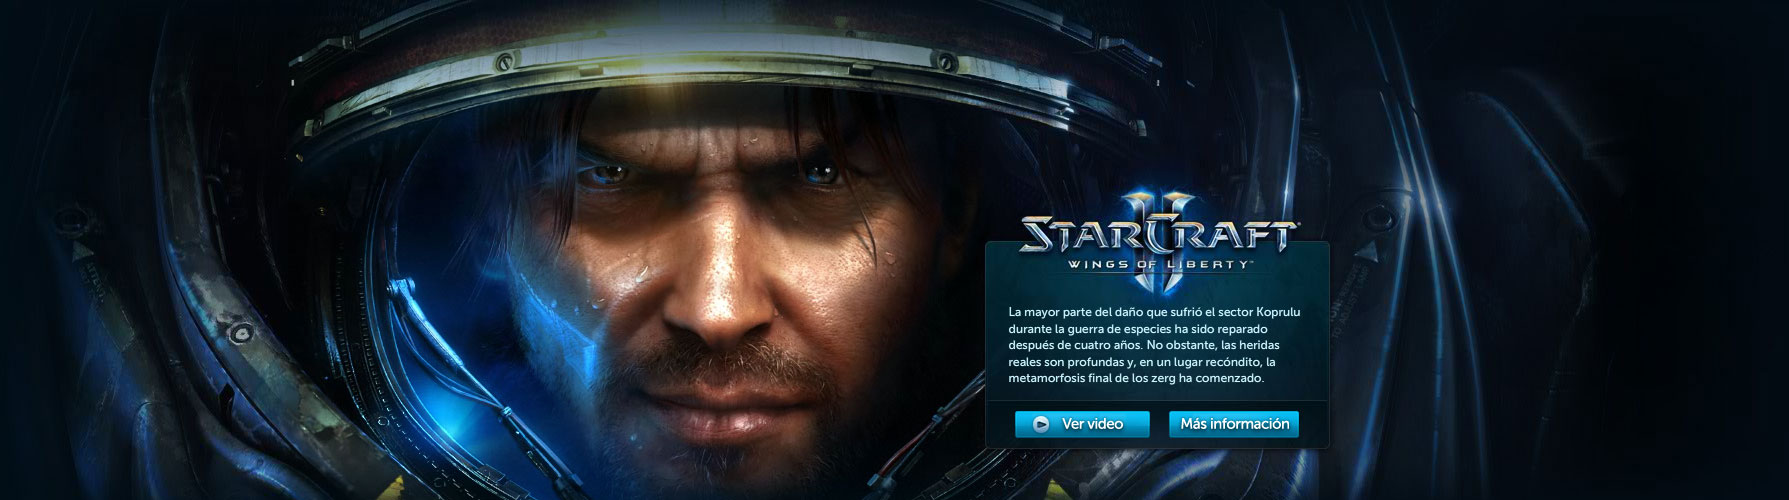 STARCRAFT II
WINGS OF LIBERTY™
La mayor parte del daño que sufrió el sector Koprulu
durante la guerra de especies ha sido reparado
después de cuatro años. No obstante, las heridas
reales son profundas y, en un lugar recóndito, la
metamorfosis final de los zerg ha comenzado.
Ver video
Más información